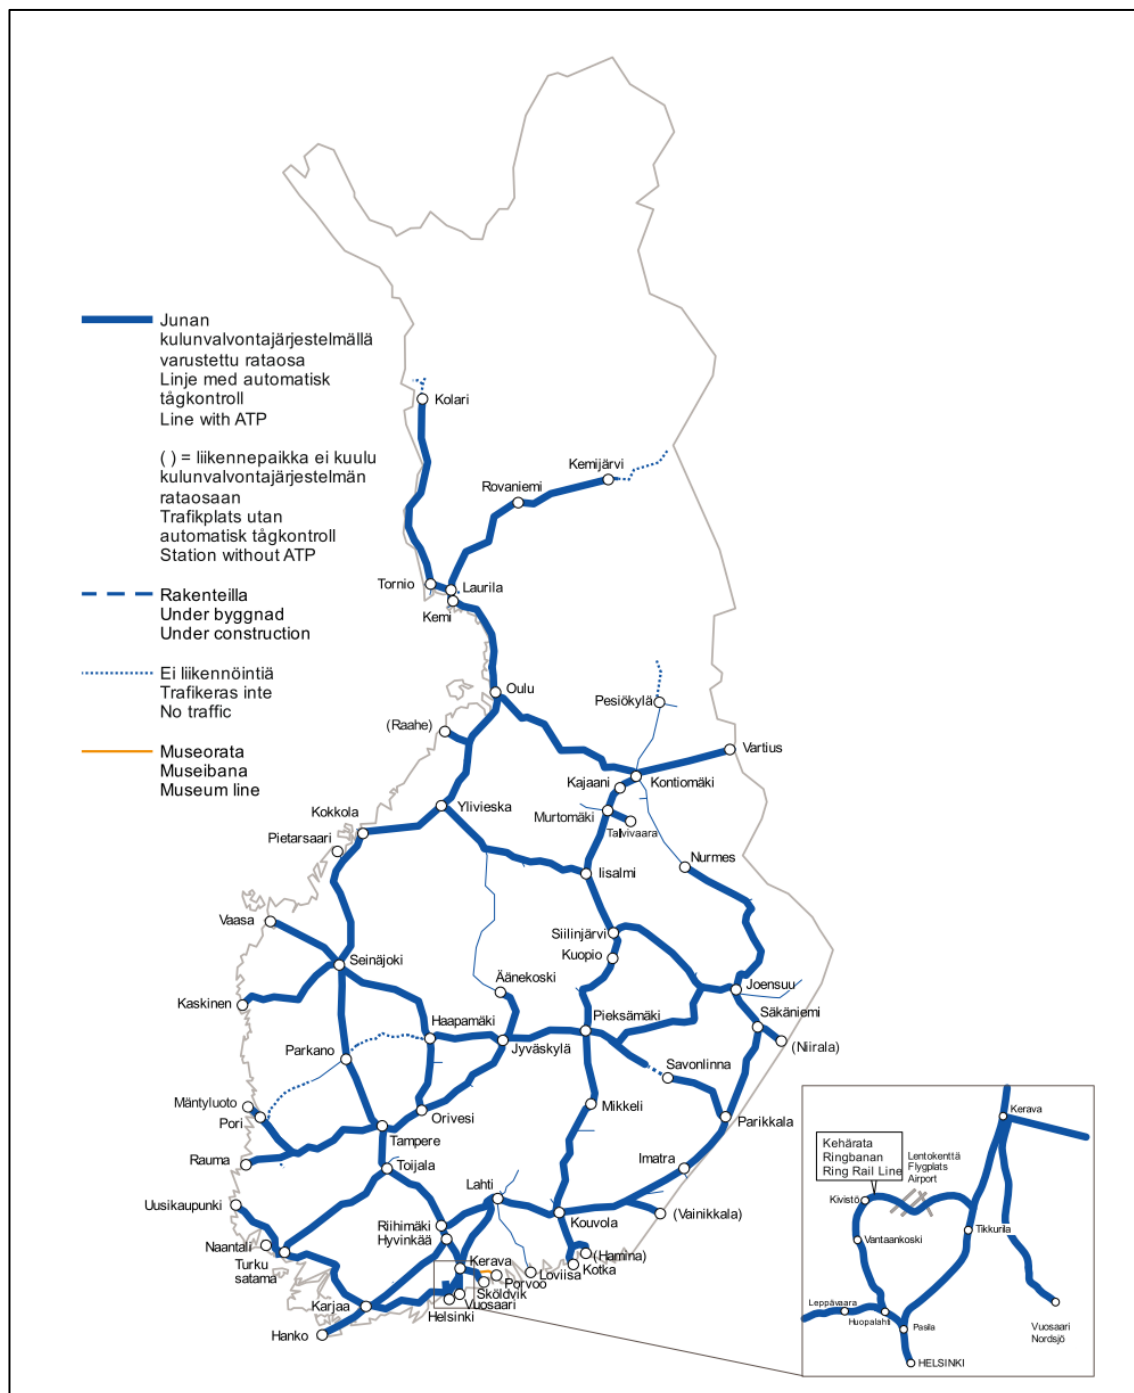 Junan
kulunvalvontajärjestelmällä
varustettu rataosa
Linje med automatisk
tågkontroll
Line with ATP
( ) = liikennepaikka ei kuulu
kulunvalvontajärjestelmän
rataosaan
Trafikplats utan
automatisk tågkontroll
Station without ATP
Rakenteilla
Under byggnad
Under construction
Ei liikennöintiä
Trafikeras inte
No traffic
Museorata
Museibana
Museum line
Kolari
Kemijärvi
Rovaniemi
Tornio
Laurila
Kemi
Oulu
Pesiökylä
(Raahe)
Vartius
Kajaani
Kontiomäki
Ylivieska
Murtomäki
Talvivaara
Kokkola
Pietarsaari
Nurmes
Iisalmi
Vaasa
Siilinjärvi
Kuopio
Seinäjoki
Äänekoski
Joensuu
Kaskinen
Haapamäki
Pieksämäki
Säkäniemi
Jyväskylä
(Niirala)
Parkano
Savonlinna
Mäntyluoto
Pori
Orivesi
Mikkeli
Parikkala
Tampere
Rauma
Toijala
Imatra
Lahti
Uusikaupunki
Riihimäki
Kouvola
(Vainikkala)
Hyvinkää
Naantali
Turku
satama
Kerava
(Hamina)
Kotka
Loviisa
Porvoo
Sköldvik
Vuosaari
Helsinki
Karjaa
Hanko
Kerava
Kehärata
Ringbanan
Ring Rail Line
Lentokenttä
Flygplats
Airport
Kivistö
Tikkurila
Vantaankoski
Leppävaara
Huopalahti
Pasila
Vuosaari
Nordsjö
HELSINKI